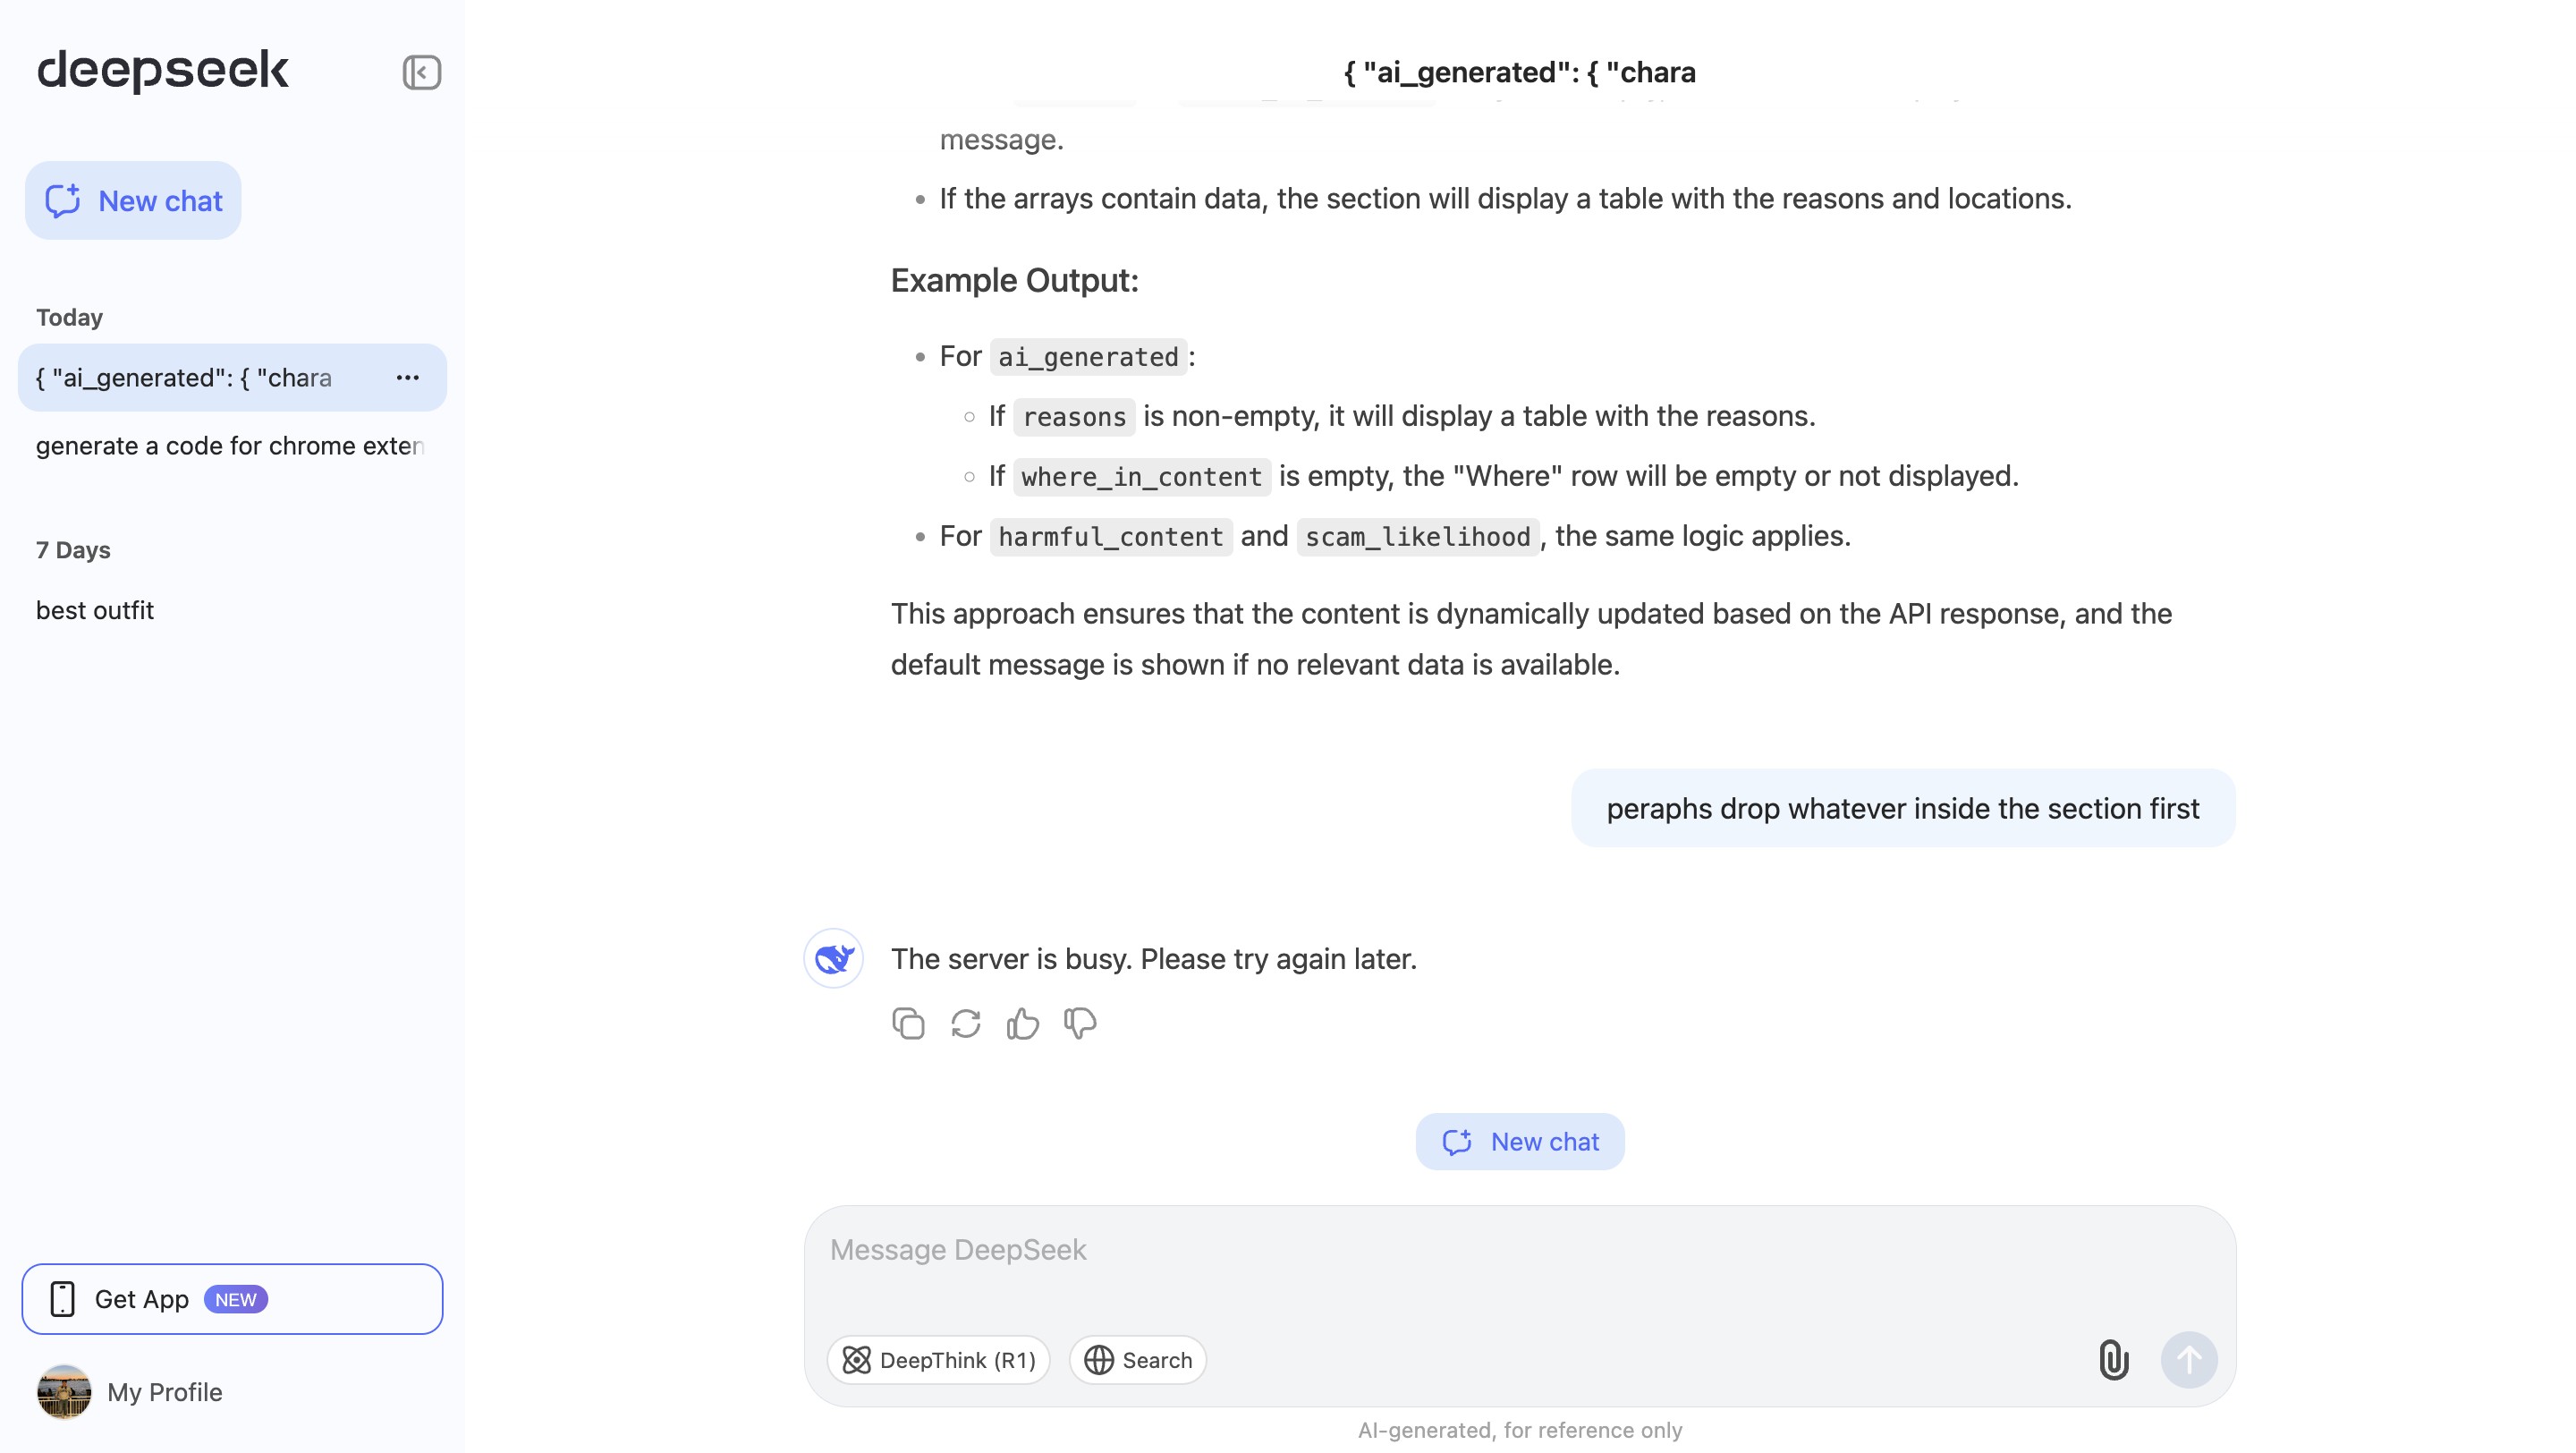 deepseek
New chat
Today
{ "ai_generated": { "chara
generate a code for chrome exten
7 Days
best outfit
Get App NEW
My Profile
{ "ai_generated": { "chara
message.
If the arrays contain data, the section will display a table with the reasons and locations.
Example Output:
For ai_generated:
If reasons is non-empty, it will display a table with the reasons.
If where_in_content is empty, the "Where" row will be empty or not displayed.
For harmful_content and scam_likelihood, the same logic applies.
This approach ensures that the content is dynamically updated based on the API response, and the
default message is shown if no relevant data is available.
peraphs drop whatever inside the section first
The server is busy. Please try again later.
New chat
Message DeepSeek
DeepThink (R1)
Search
AI-generated, for reference only